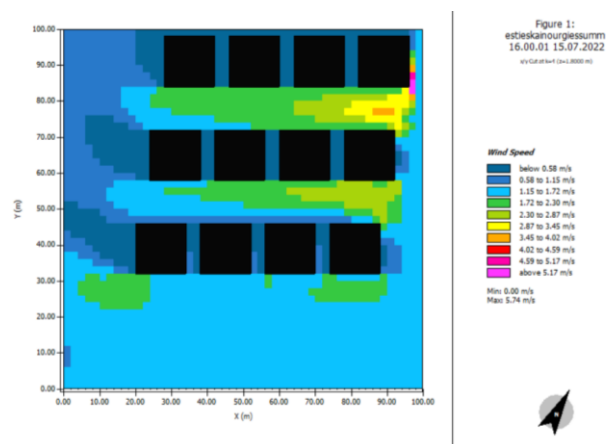 Figure 1:
estieskainourgiessumm
16.00.01 15.07.2022
x/y Cut at k=4 (z=1.8000 m)
100.00
90.00
80.00
70.00
60.00
50.00
40.00
30.00
20.00
10.00
0.00
Y (m)
0.00 10.00 20.00 30.00 40.00 50.00 60.00 70.00 80.00 90.00 100.00
X (m)
Wind Speed
below 0.58 m/s
0.58 to 1.15 m/s
1.15 to 1.72 m/s
1.72 to 2.30 m/s
2.30 to 2.87 m/s
2.87 to 3.45 m/s
3.45 to 4.02 m/s
4.02 to 4.59 m/s
4.59 to 5.17 m/s
above 5.17 m/s
Min: 0.00 m/s
Max: 5.74 m/s
N